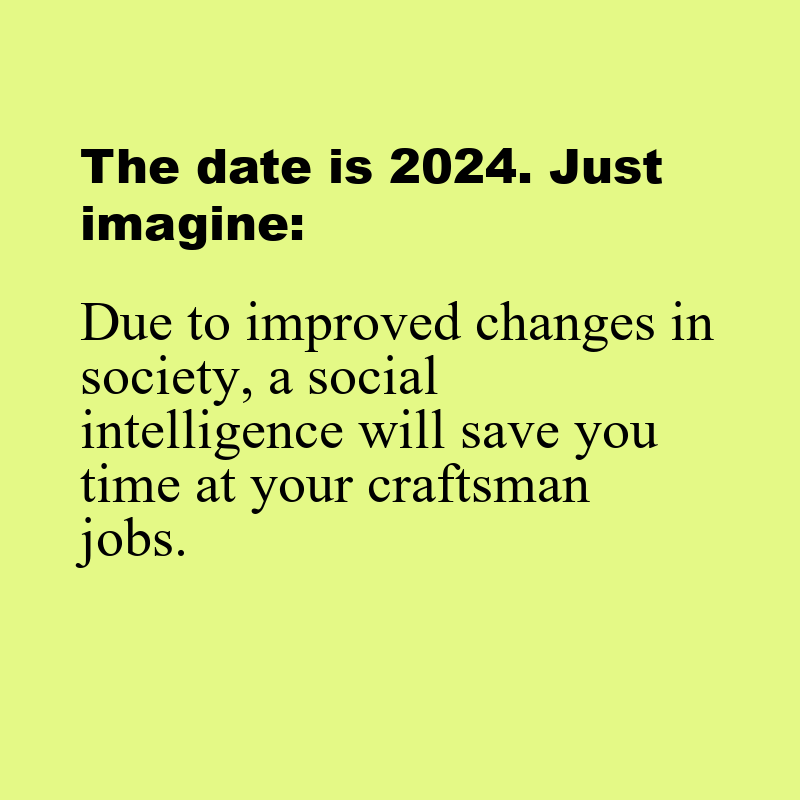 The date is 2024. Just
imagine:
Due to improved changes in
society, a social
intelligence will save you
time at your craftsman
jobs.